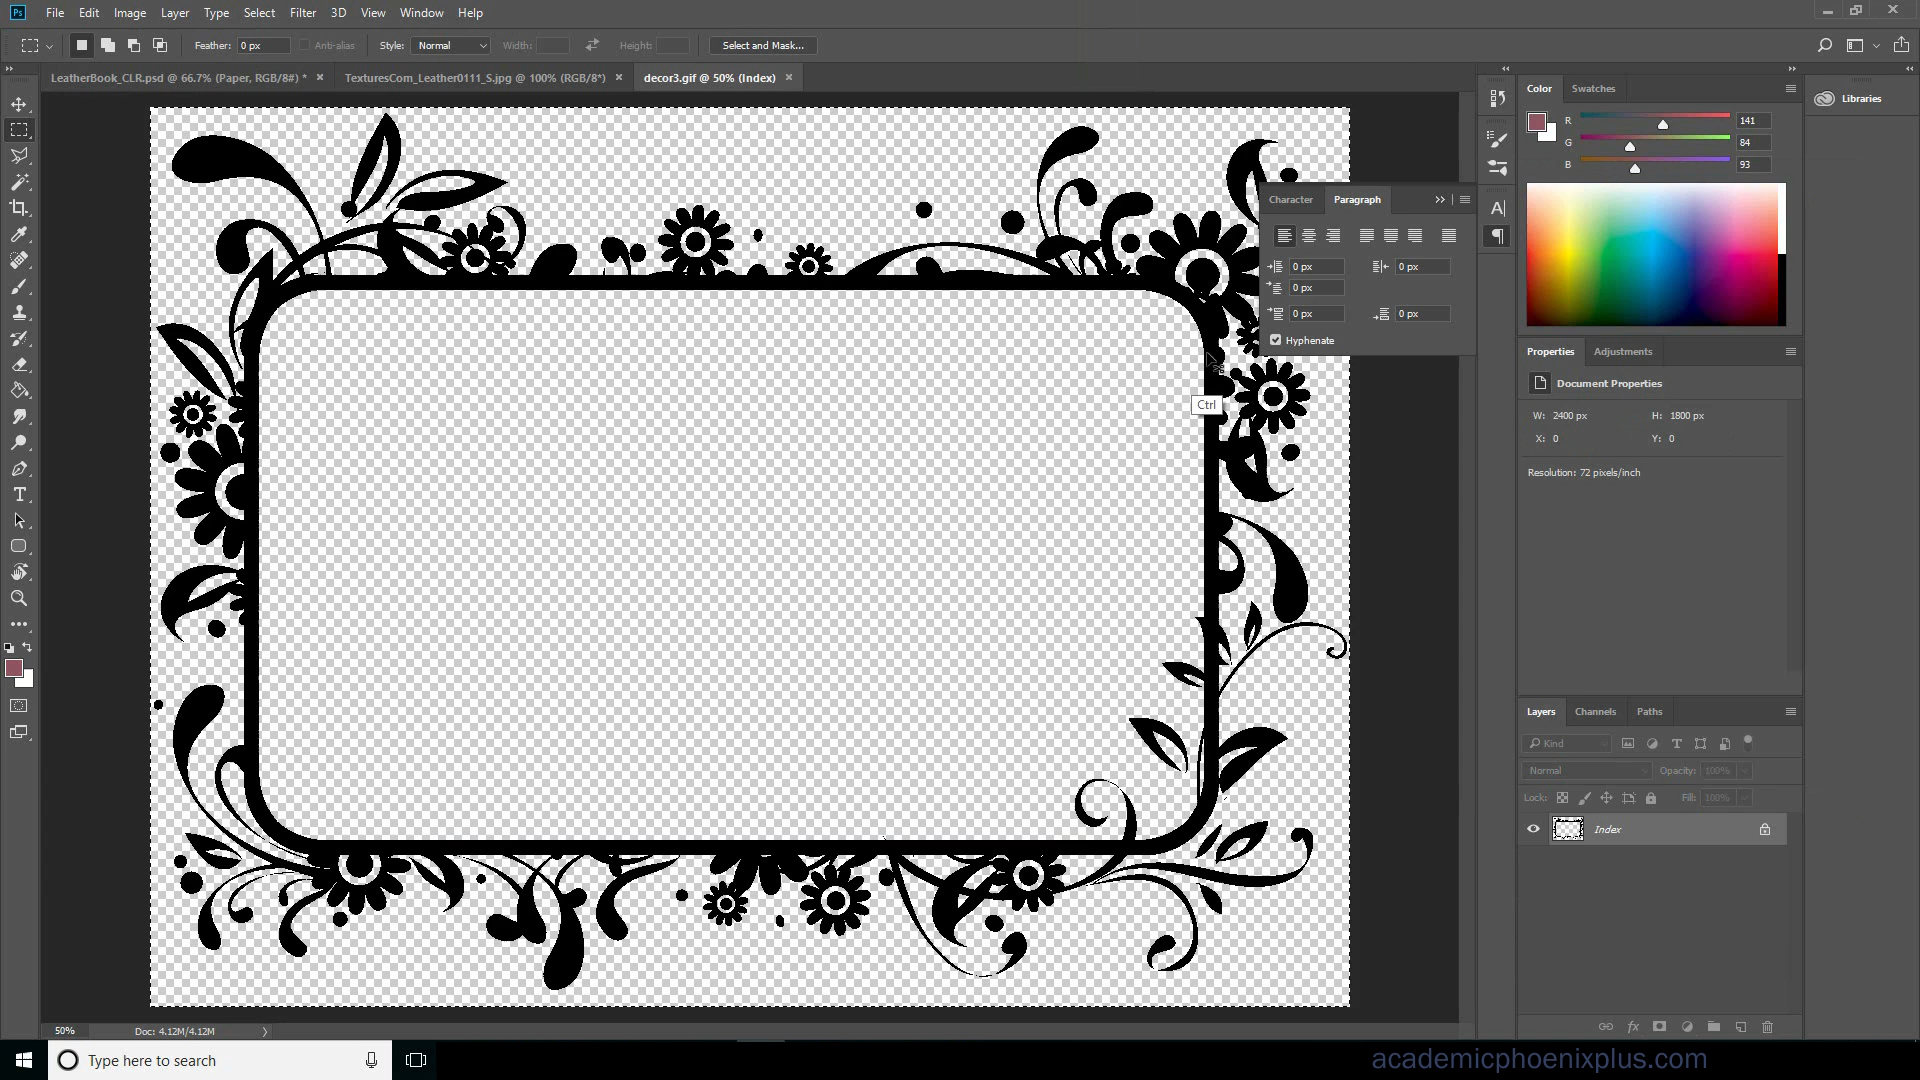 Ps File Edit Image Layer Type Select Filter 3D View Window Help
Feather: 0 px Anti-alias Style: Normal Width: Height: Select and Mask...
LeatherBook_CLR.psd @ 66.7% (Paper, RGB/8#) * TexturesCom_Leather0111_S.jpg @ 100% (RGB/8*) decor3.gif @ 50% (Index)
Color Swatches
Libraries
R 141
G 84
B 93
Character Paragraph
0 px 0 px
0 px
0 px 0 px
Hyphenate
Ctrl
Properties Adjustments
Document Properties
W: 2400 px H: 1800 px
X: 0 Y: 0
Resolution: 72 pixels/inch
Layers Channels Paths
Kind
Normal Opacity: 100%
Lock: Fill: 100%
Index
50% Doc: 4.12M/4.12M
Type here to search
academicphoenixplus.com